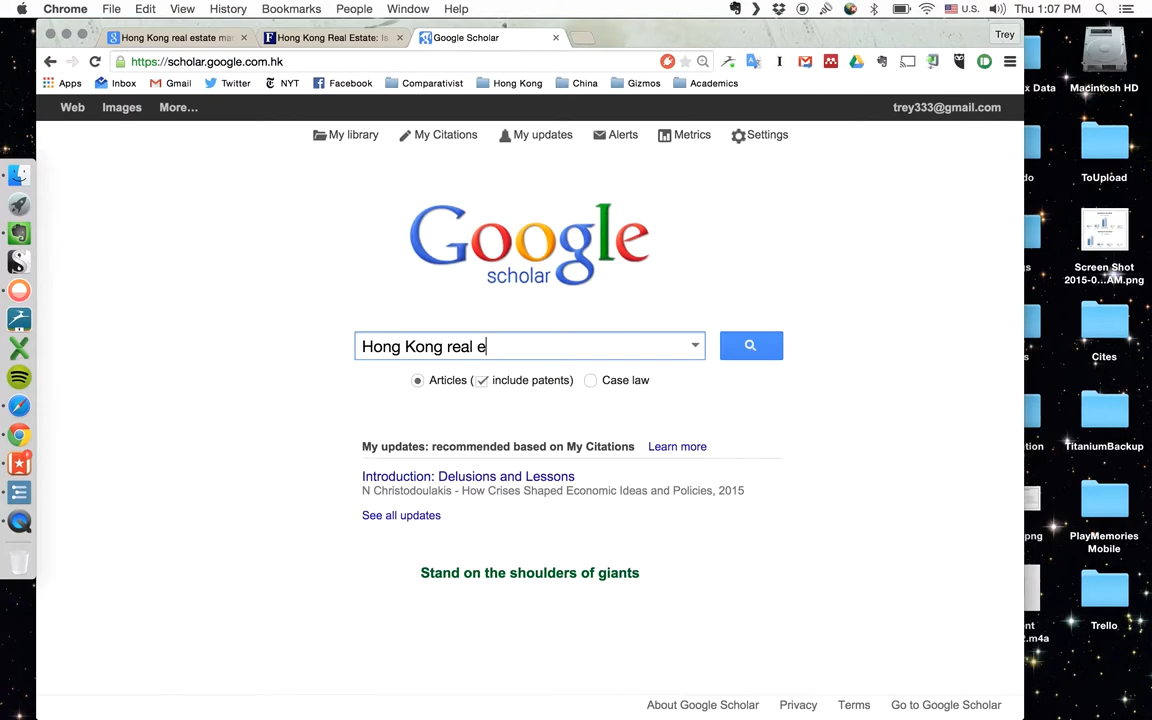 Chrome File Edit View History Bookmarks People Window Help U.S. Thu 1:07 PM
Hong Kong real estate ma Hong Kong Real Estate: Is Google Scholar Trey
https://scholar.google.com.hk
Apps Inbox Gmail Twitter NYT Facebook Comparativist Hong Kong China Gizmos Academics
Web Images More... trey333@gmail.com
My library My Citations My updates Alerts Metrics Settings
Google
scholar
Hong Kong real e
Articles ( include patents) Case law
My updates: recommended based on My Citations Learn more
Introduction: Delusions and Lessons
N Christodoulakis - How Crises Shaped Economic Ideas and Policies, 2015
See all updates
Stand on the shoulders of giants
About Google Scholar Privacy Terms Go to Google Scholar
Macintosh HD
x Data
ToUpload
Screen Shot
2015-0...AM.png
Cites
TitaniumBackup
PlayMemories
Mobile
png
Trello
2.m4a